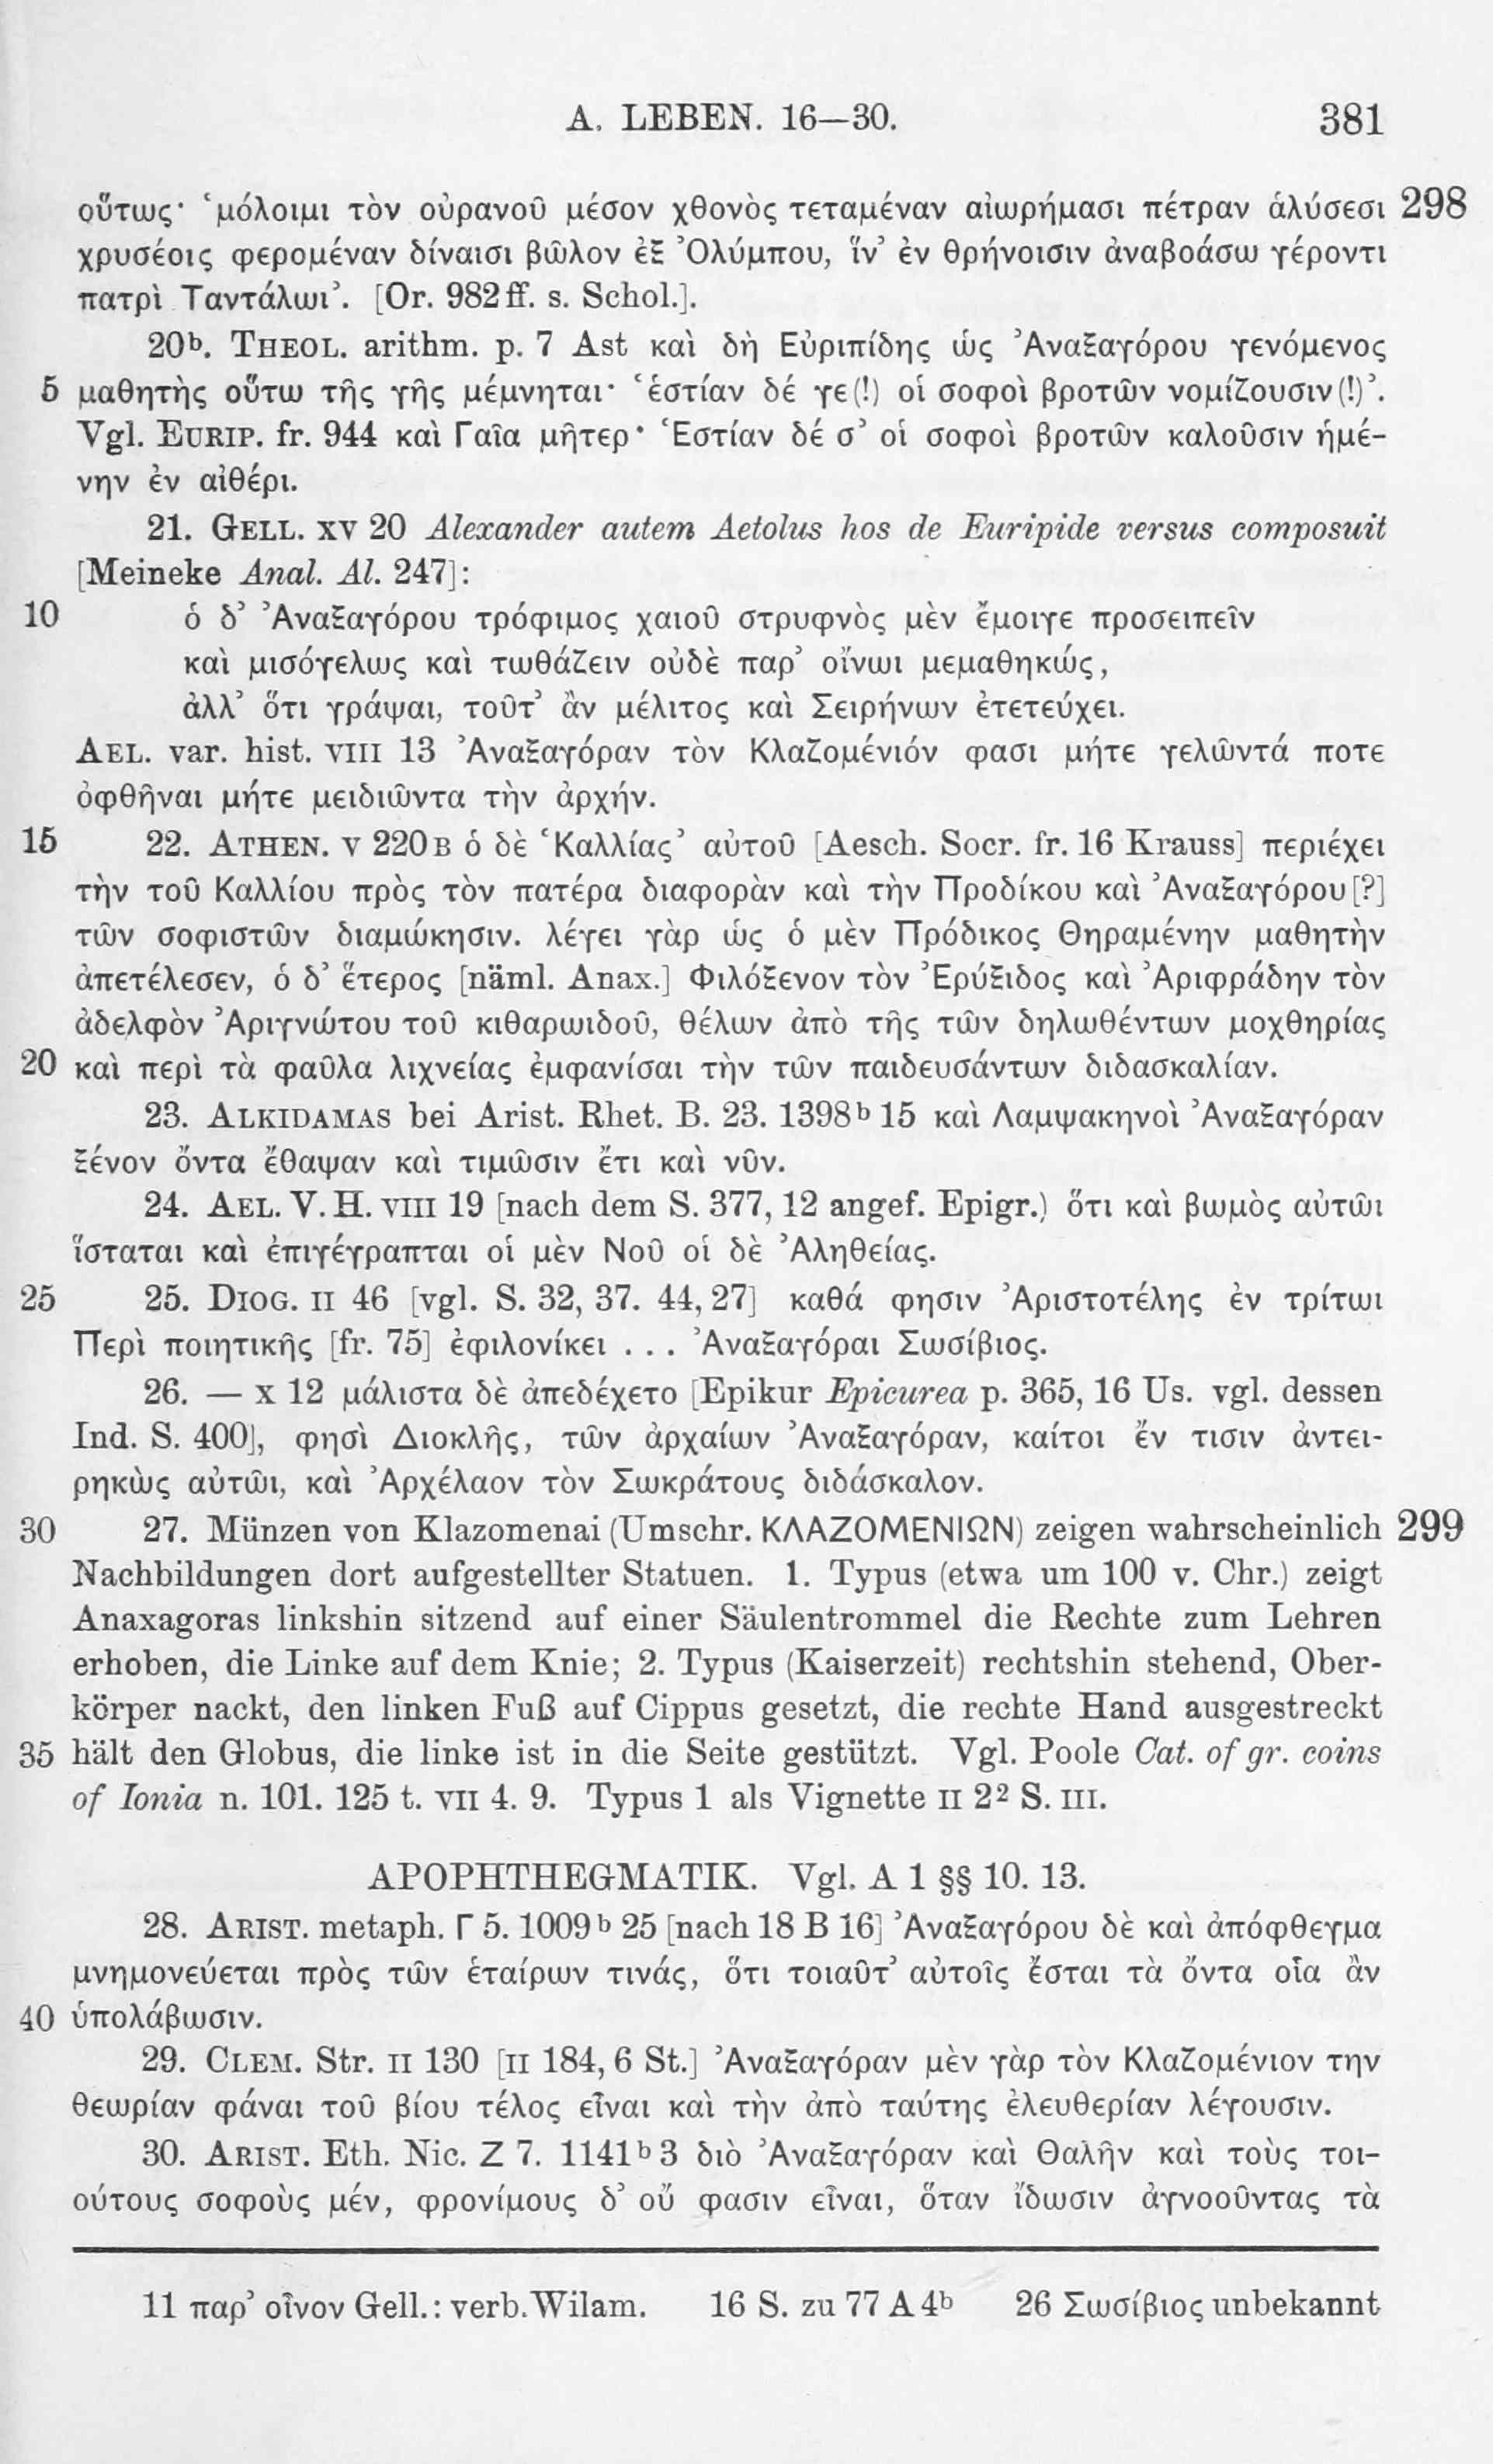 A. LEBEN. 16—30. 381
οὕτως· ‘μόλοιμι τὸν οὐρανοῦ μέσον χθονὸς τεταμέναν αἰωρήμασι πέτραν ἁλύσεσι 298
χρυσέοις φερομέναν δίναισι βῶλον ἐξ Ὀλύμπου, ἵν’ ἐν θρήνοισιν ἀναβοάσω γέροντι
πατρὶ Ταντάλωι’. [Or. 982 ff. s. Schol.].
20ᵇ. THEOL. arithm. p. 7 Ast καὶ δὴ Εὐριπίδης ὡς Ἀναξαγόρου γενόμενος
5 μαθητὴς οὕτω τῆς γῆς μέμνηται· ‘ἑστίαν δέ γε(!) οἱ σοφοὶ βροτῶν νομίζουσιν(!)’.
Vgl. EURIP. fr. 944 καὶ Γαῖα μῆτερ· Ἑστίαν δέ σ’ οἱ σοφοὶ βροτῶν καλοῦσιν ἡμέ-
νην ἐν αἰθέρι.
21. GELL. XV 20 Alexander autem Aetolus hos de Euripide versus composuit
[Meineke Anal. Al. 247]:
10 ὁ δ’ Ἀναξαγόρου τρόφιμος χαιοῦ στρυφνὸς μὲν ἔμοιγε προσειπεῖν
καὶ μισόγελως καὶ τωθάζειν οὐδὲ παρ’ οἴνωι μεμαθηκώς,
ἀλλ’ ὅτι γράψαι, τοῦτ’ ἂν μέλιτος καὶ Σειρήνων ἐτετεύχει.
AEL. var. hist. VIII 13 Ἀναξαγόραν τὸν Κλαζομένιόν φασι μήτε γελῶντά ποτε
ὀφθῆναι μήτε μειδιῶντα τὴν ἀρχήν.
15 22. ATHEN. V 220 B ὁ δὲ ‘Καλλίας’ αὐτοῦ [Aesch. Socr. fr. 16 Krauss] περιέχει
τὴν τοῦ Καλλίου πρὸς τὸν πατέρα διαφορὰν καὶ τὴν Προδίκου καὶ Ἀναξαγόρου [?]
τῶν σοφιστῶν διαμώκησιν. λέγει γὰρ ὡς ὁ μὲν Πρόδικος Θηραμένην μαθητὴν
ἀπετέλεσεν, ὁ δ’ ἕτερος [näml. Anax.] Φιλόξενον τὸν Ἐρύξιδος καὶ Ἀριφράδην τὸν
ἀδελφὸν Ἀριγνώτου τοῦ κιθαρωιδοῦ, θέλων ἀπὸ τῆς τῶν δηλωθέντων μοχθηρίας
20 καὶ περὶ τὰ φαῦλα λιχνείας ἐμφανίσαι τὴν τῶν παιδευσάντων διδασκαλίαν.
23. ALKIDAMAS bei Arist. Rhet. B. 23. 1398ᵇ 15 καὶ Λαμψακηνοὶ Ἀναξαγόραν
ξένον ὄντα ἔθαψαν καὶ τιμῶσιν ἔτι καὶ νῦν.
24. AEL. V. H. VIII 19 [nach dem S. 377, 12 angef. Epigr.) ὅτι καὶ βωμὸς αὐτῶι
ἵσταται καὶ ἐπιγέγραπται οἱ μὲν Νοῦ οἱ δὲ Ἀληθείας.
25 25. DIOG. II 46 [vgl. S. 32, 37. 44, 27] καθά φησιν Ἀριστοτέλης ἐν τρίτωι
Περὶ ποιητικῆς [fr. 75] ἐφιλονίκει . . . Ἀναξαγόραι Σωσίβιος.
26. — X 12 μάλιστα δὲ ἀπεδέχετο [Epikur Epicurea p. 365, 16 Us. vgl. dessen
Ind. S. 400], φησὶ Διοκλῆς, τῶν ἀρχαίων Ἀναξαγόραν, καίτοι ἔν τισιν ἀντει-
ρηκὼς αὐτῶι, καὶ Ἀρχέλαον τὸν Σωκράτους διδάσκαλον.
30 27. Münzen von Klazomenai (Umschr. ΚΛΑΖΟΜΕΝΙΩΝ) zeigen wahrscheinlich 299
Nachbildungen dort aufgestellter Statuen. 1. Typus (etwa um 100 v. Chr.) zeigt
Anaxagoras linkshin sitzend auf einer Säulentrommel die Rechte zum Lehren
erhoben, die Linke auf dem Knie; 2. Typus (Kaiserzeit) rechtshin stehend, Ober-
körper nackt, den linken Fuß auf Cippus gesetzt, die rechte Hand ausgestreckt
35 hält den Globus, die linke ist in die Seite gestützt. Vgl. Poole Cat. of gr. coins
of Ionia n. 101. 125 t. VII 4. 9. Typus 1 als Vignette II 2² S. III.
APOPHTHEGMATIK. Vgl. A 1 §§ 10. 13.
28. ARIST. metaph. Γ 5. 1009ᵇ 25 [nach 18 B 16] Ἀναξαγόρου δὲ καὶ ἀπόφθεγμα
μνημονεύεται πρὸς τῶν ἑταίρων τινάς, ὅτι τοιαῦτ’ αὐτοῖς ἔσται τὰ ὄντα οἷα ἂν
40 ὑπολάβωσιν.
29. CLEM. Str. II 130 [II 184, 6 St.] Ἀναξαγόραν μὲν γὰρ τὸν Κλαζομένιον την
θεωρίαν φάναι τοῦ βίου τέλος εἶναι καὶ τὴν ἀπὸ ταύτης ἐλευθερίαν λέγουσιν.
30. ARIST. Eth. Nic. Z 7. 1141ᵇ 3 διὸ Ἀναξαγόραν καὶ Θαλῆν καὶ τοὺς τοι-
ούτους σοφοὺς μέν, φρονίμους δ’ οὔ φασιν εἶναι, ὅταν ἴδωσιν ἀγνοοῦντας τὰ
11 παρ’ οἶνον Gell.: verb. Wilam. 16 S. zu 77 A 4ᵇ 26 Σωσίβιος unbekannt